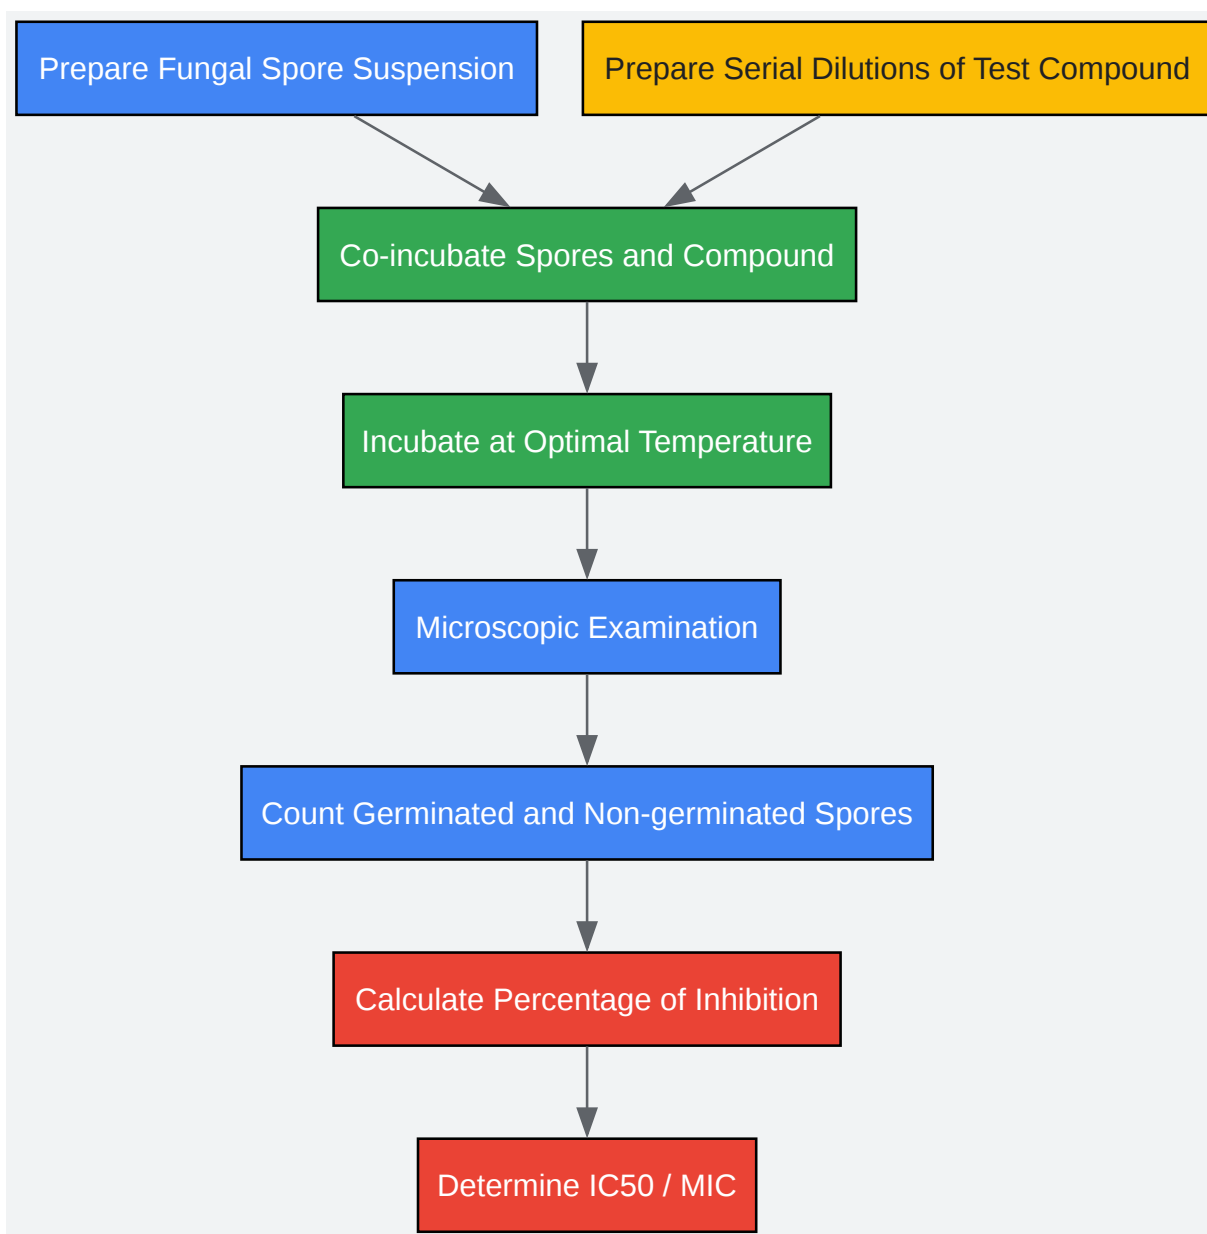 Prepare Fungal Spore Suspension
Prepare Serial Dilutions of Test Compound
Co-incubate Spores and Compound
Incubate at Optimal Temperature
Microscopic Examination
Count Germinated and Non-germinated Spores
Calculate Percentage of Inhibition
Determine IC50 / MIC